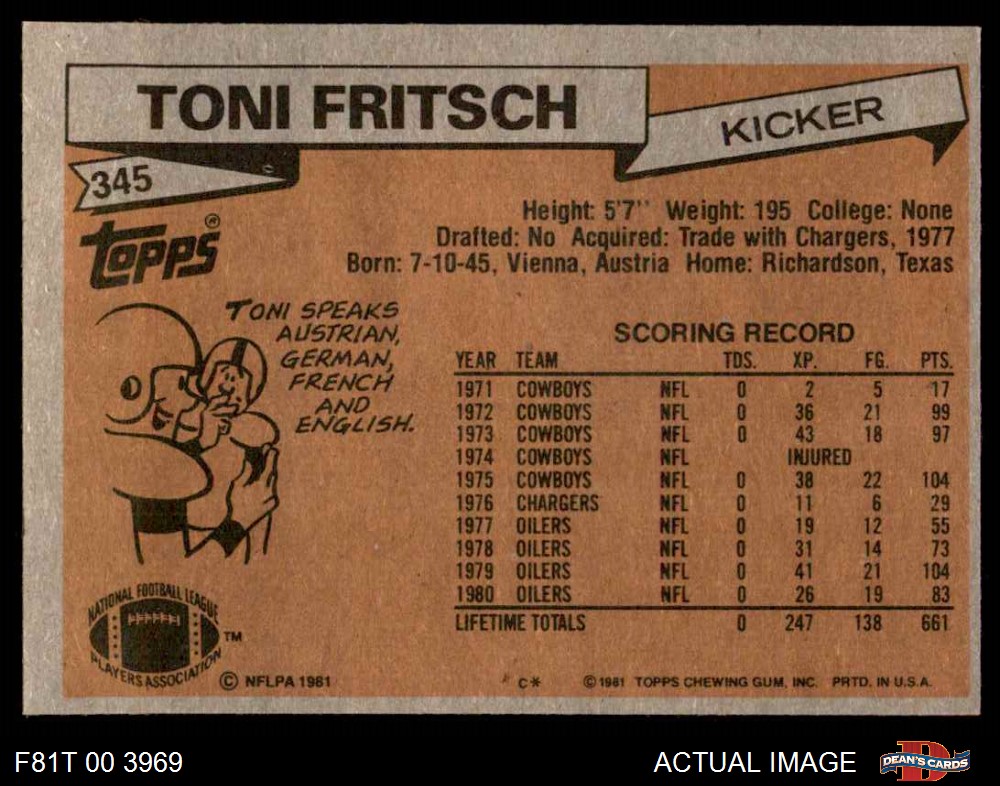 TONI FRITSCH
KICKER
345
topps®
Height: 5'7'' Weight: 195 College: None
Drafted: No Acquired: Trade with Chargers, 1977
Born: 7-10-45, Vienna, Austria Home: Richardson, Texas
TONI SPEAKS
AUSTRIAN,
GERMAN,
FRENCH
AND
ENGLISH.
SCORING RECORD
YEAR TEAM TDS. XP. FG. PTS.
1971 COWBOYS NFL 0 2 5 17
1972 COWBOYS NFL 0 36 21 99
1973 COWBOYS NFL 0 43 18 97
1974 COWBOYS NFL INJURED
1975 COWBOYS NFL 0 38 22 104
1976 CHARGERS NFL 0 11 6 29
1977 OILERS NFL 0 19 12 55
1978 OILERS NFL 0 31 14 73
1979 OILERS NFL 0 41 21 104
1980 OILERS NFL 0 26 19 83
LIFETIME TOTALS 0 247 138 661
NATIONAL FOOTBALL LEAGUE
PLAYERS ASSOCIATION TM
© NFLPA 1981
C* © 1981 TOPPS CHEWING GUM, INC. PRTD. IN U.S.A.
F81T 00 3969
ACTUAL IMAGE
D
DEAN'S CARDS